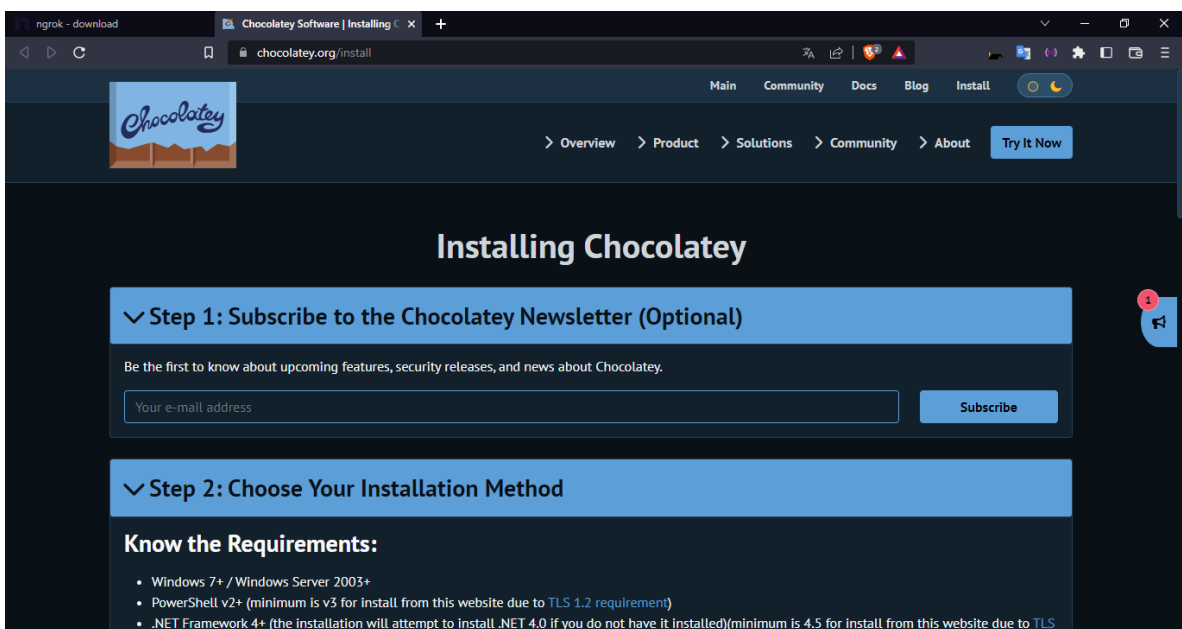 ngrok - download
Chocolatey Software | Installing C
chocolatey.org/install
Main Community Docs Blog Install
Chocolatey
Overview Product Solutions Community About Try It Now
Installing Chocolatey
1
Step 1: Subscribe to the Chocolatey Newsletter (Optional)
Be the first to know about upcoming features, security releases, and news about Chocolatey.
Your e-mail address Subscribe
Step 2: Choose Your Installation Method
Know the Requirements:
• Windows 7+ / Windows Server 2003+
• PowerShell v2+ (minimum is v3 for install from this website due to TLS 1.2 requirement)
• .NET Framework 4+ (the installation will attempt to install .NET 4.0 if you do not have it installed)(minimum is 4.5 for install from this website due to TLS